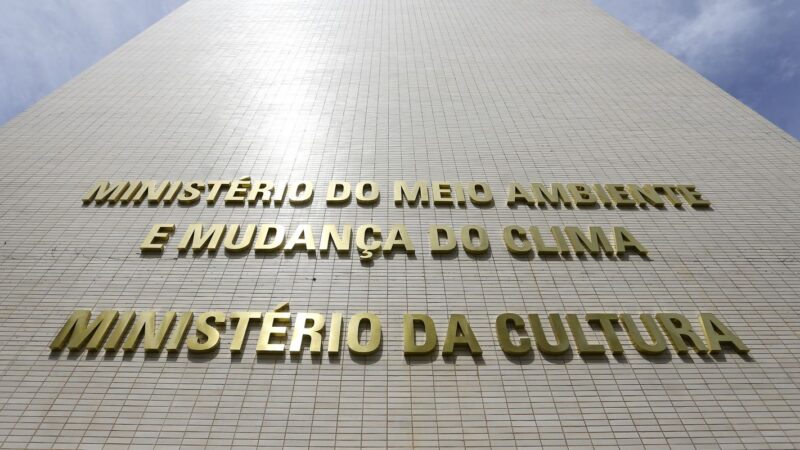 MINISTÉRIO DO MEIO AMBIENTE
E MUDANÇA DO CLIMA
MINISTÉRIO DA CULTURA